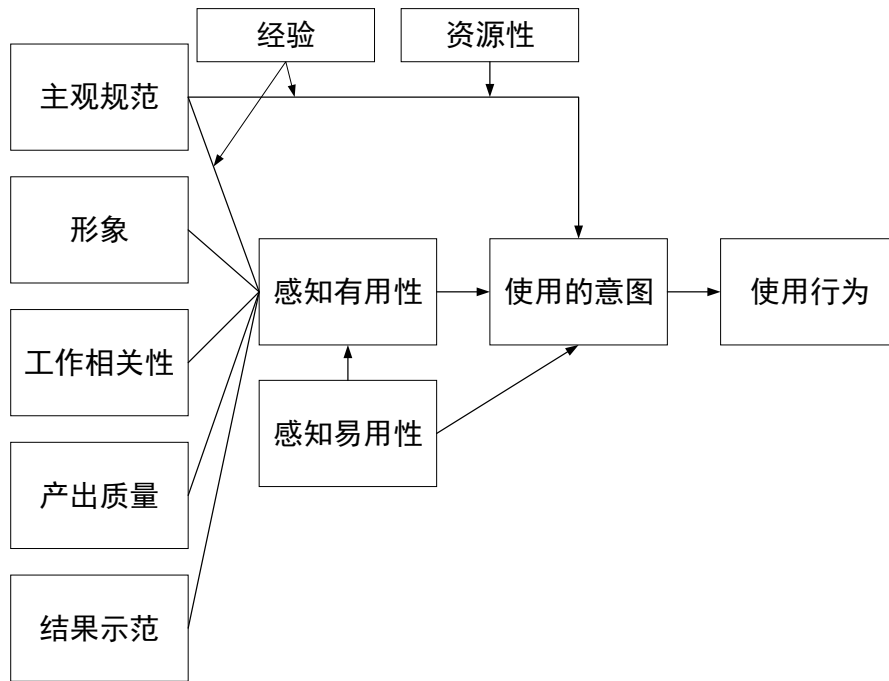 经验
资源性
主观规范
形象
感知有用性
使用的意图
使用行为
工作相关性
感知易用性
产出质量
结果示范